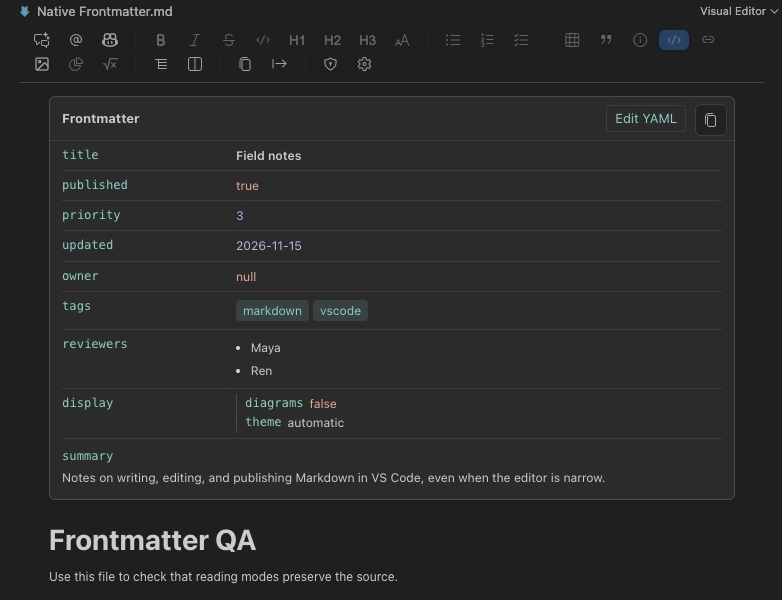 Native Frontmatter.md
Visual Editor
@ B I S </> H1 H2 H3 AA </>
√x
Frontmatter
Edit YAML
title Field notes
published true
priority 3
updated 2026-11-15
owner null
tags markdown vscode
reviewers • Maya
• Ren
display diagrams false
theme automatic
summary
Notes on writing, editing, and publishing Markdown in VS Code, even when the editor is narrow.
Frontmatter QA
Use this file to check that reading modes preserve the source.